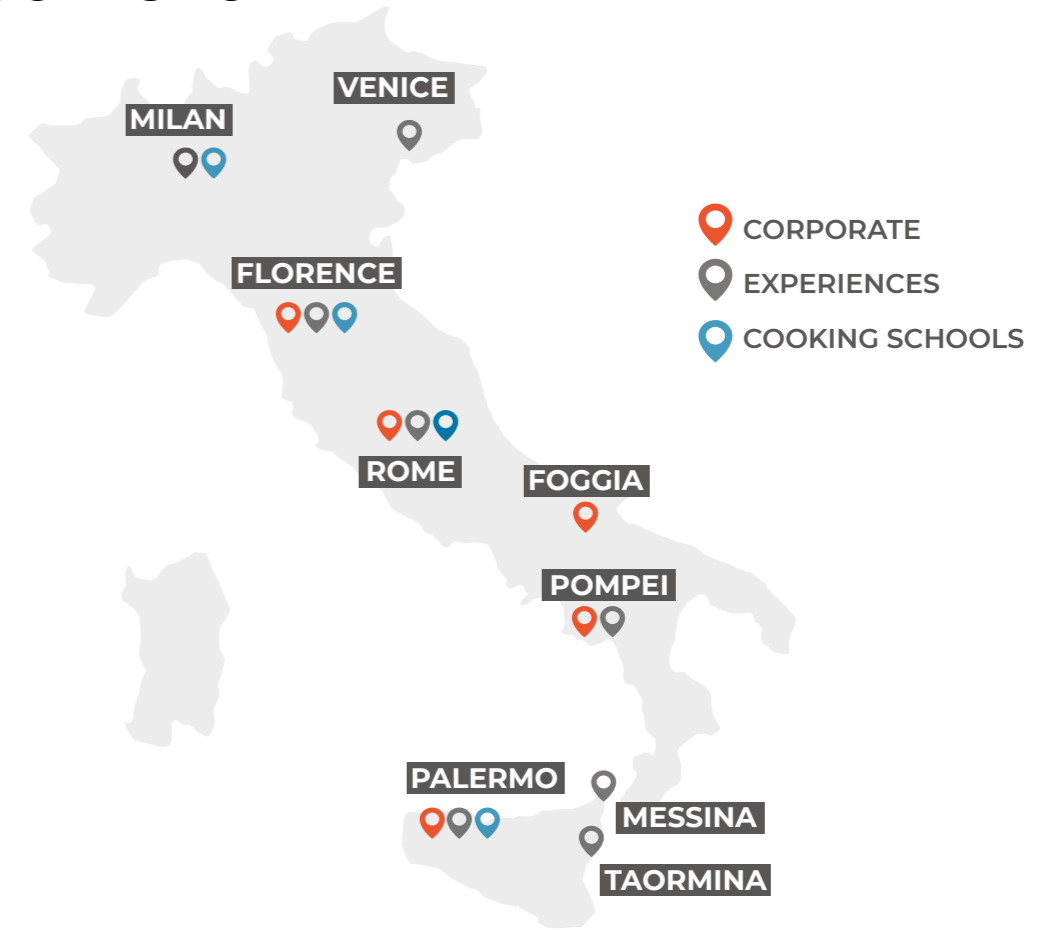 VENICE
MILAN
CORPORATE
FLORENCE
EXPERIENCES
COOKING SCHOOLS
ROME
FOGGIA
POMPEI
PALERMO
MESSINA
TAORMINA